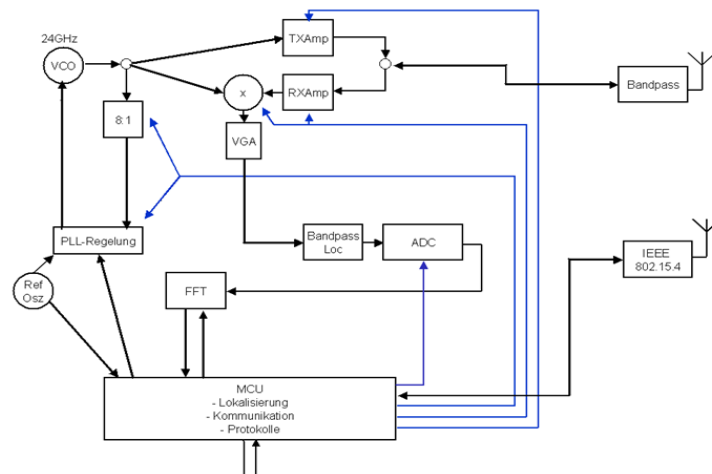 24GHz
VCO
TXAmp
x
RXAmp
Bandpass
8:1
VGA
PLL-Regelung
Bandpass
Loc
ADC
IEEE
802.15.4
Ref
Osz
FFT
MCU
- Lokalisierung
- Kommunikation
- Protokolle